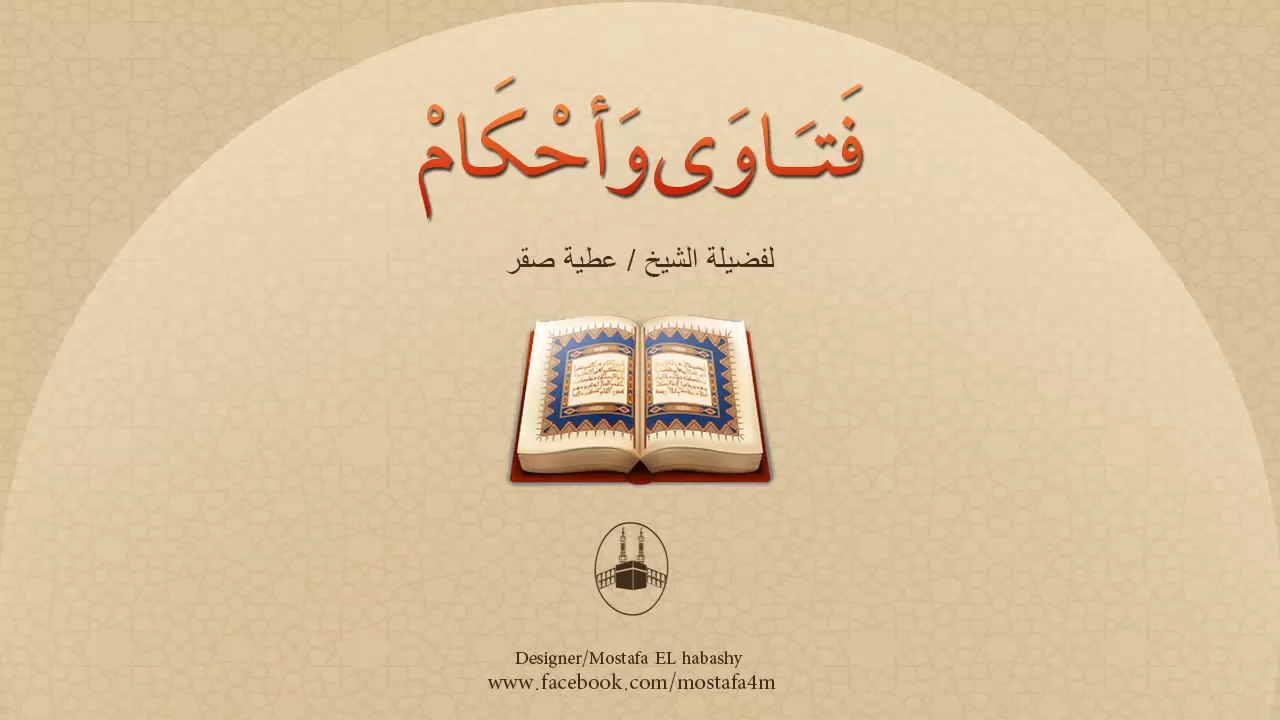 فَتَاوَى وَأَحْكَامْ
لفضيلة الشيخ / عطية صقر
Designer/Mostafa EL habashy
www.facebook.com/mostafa4m